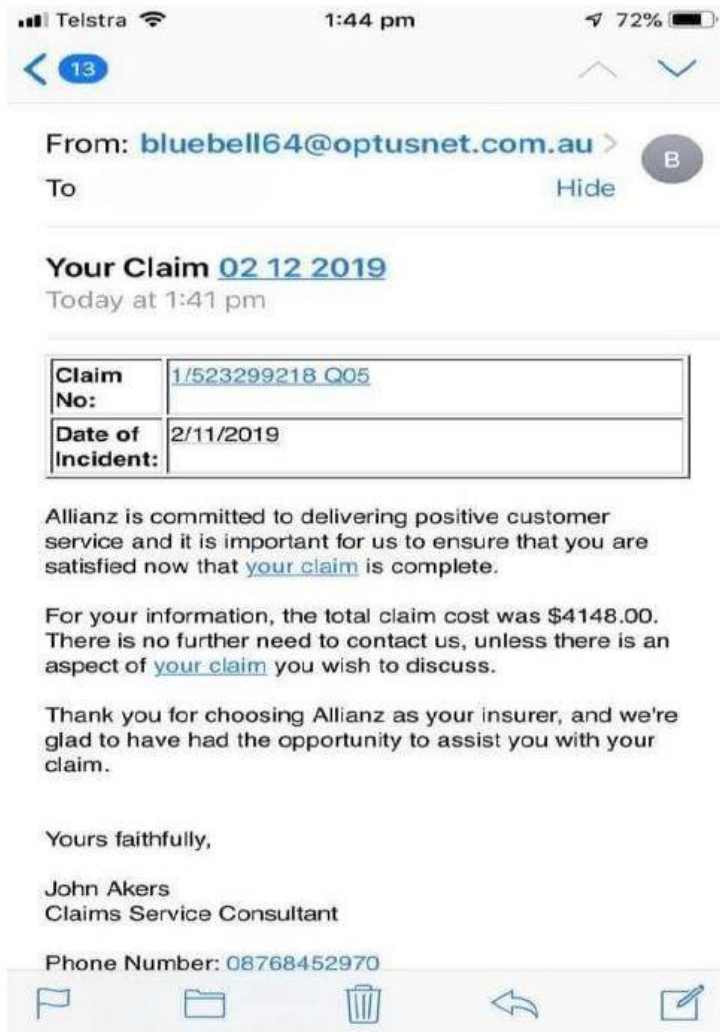 Telstra 1:44 pm 72%
13
From: bluebell64@optusnet.com.au
B
To Hide
Your Claim 02 12 2019
Today at 1:41 pm
Claim No: 1/523299218 Q05
Date of Incident: 2/11/2019
Allianz is committed to delivering positive customer
service and it is important for us to ensure that you are
satisfied now that your claim is complete.
For your information, the total claim cost was $4148.00.
There is no further need to contact us, unless there is an
aspect of your claim you wish to discuss.
Thank you for choosing Allianz as your insurer, and we're
glad to have had the opportunity to assist you with your
claim.
Yours faithfully,
John Akers
Claims Service Consultant
Phone Number: 08768452970